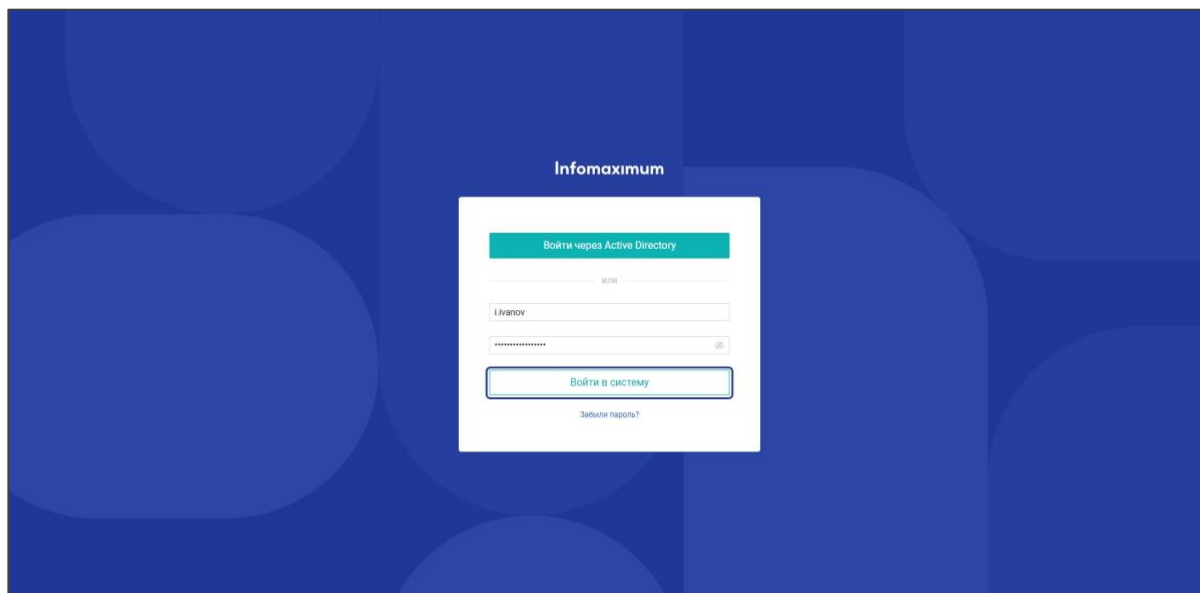 Infomaximum
Войти через Active Directory
или
i.ivanov
•••••••••••••••••
Войти в систему
Забыли пароль?